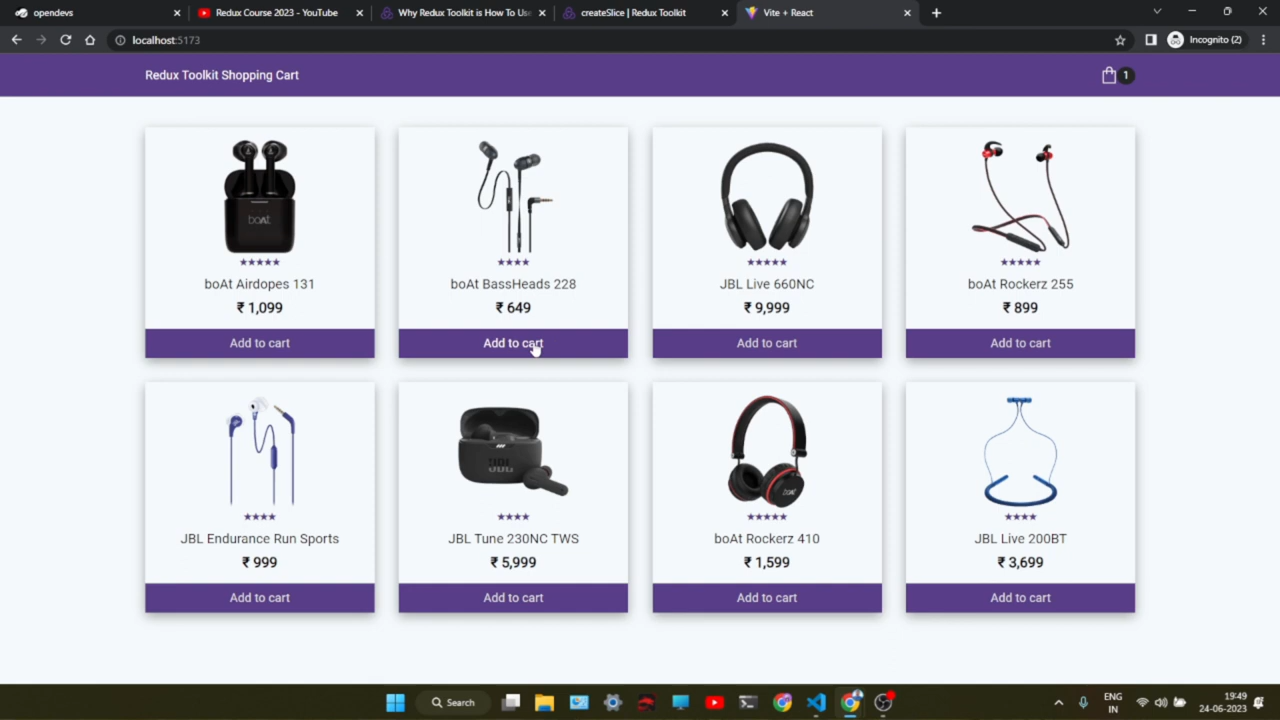 opendevs
Redux Course 2023 - YouTube
Why Redux Toolkit is How To Use
createSlice | Redux Toolkit
Vite + React
localhost:5173
Incognito (2)
Redux Toolkit Shopping Cart
1
boAt
boAt Airdopes 131
₹ 1,099
Add to cart
boAt BassHeads 228
₹ 649
Add to cart
JBL Live 660NC
₹ 9,999
Add to cart
boAt Rockerz 255
₹ 899
Add to cart
JBL Endurance Run Sports
₹ 999
Add to cart
JBL
JBL Tune 230NC TWS
₹ 5,999
Add to cart
boAt
boAt Rockerz 410
₹ 1,599
Add to cart
JBL Live 200BT
₹ 3,699
Add to cart
Search
ENG
IN
19:49
24-06-2023